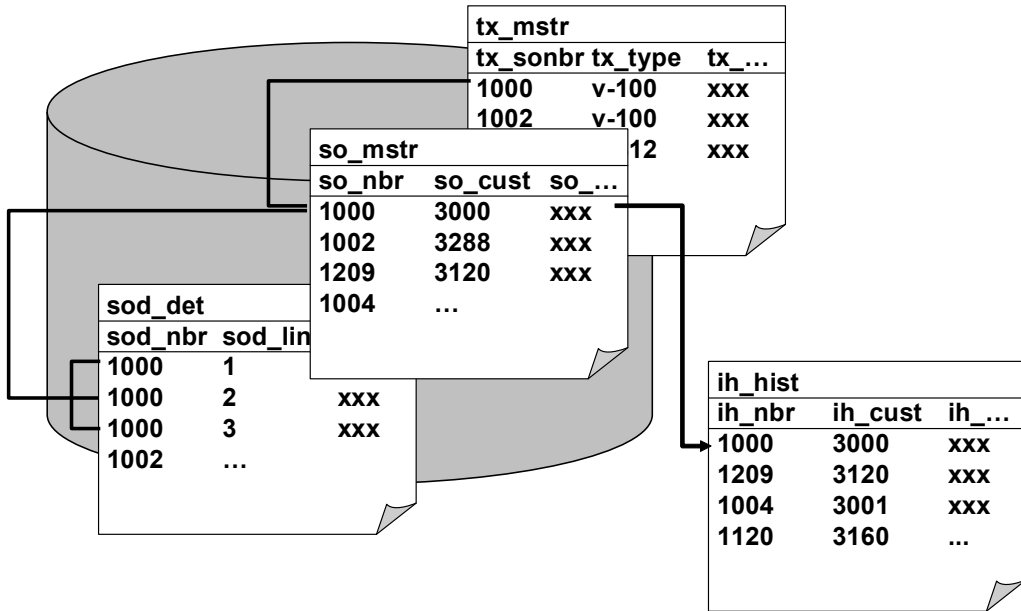 tx_mstr
tx_sonbr tx_type tx_...
1000 v-100 xxx
1002 v-100 xxx
12 xxx
so_mstr
so_nbr so_cust so_...
1000 3000 xxx
1002 3288 xxx
1209 3120 xxx
1004 ...
sod_det
sod_nbr sod_lin
1000 1
1000 2 xxx
1000 3 xxx
1002 ...
ih_hist
ih_nbr ih_cust ih_...
1000 3000 xxx
1209 3120 xxx
1004 3001 xxx
1120 3160 ...